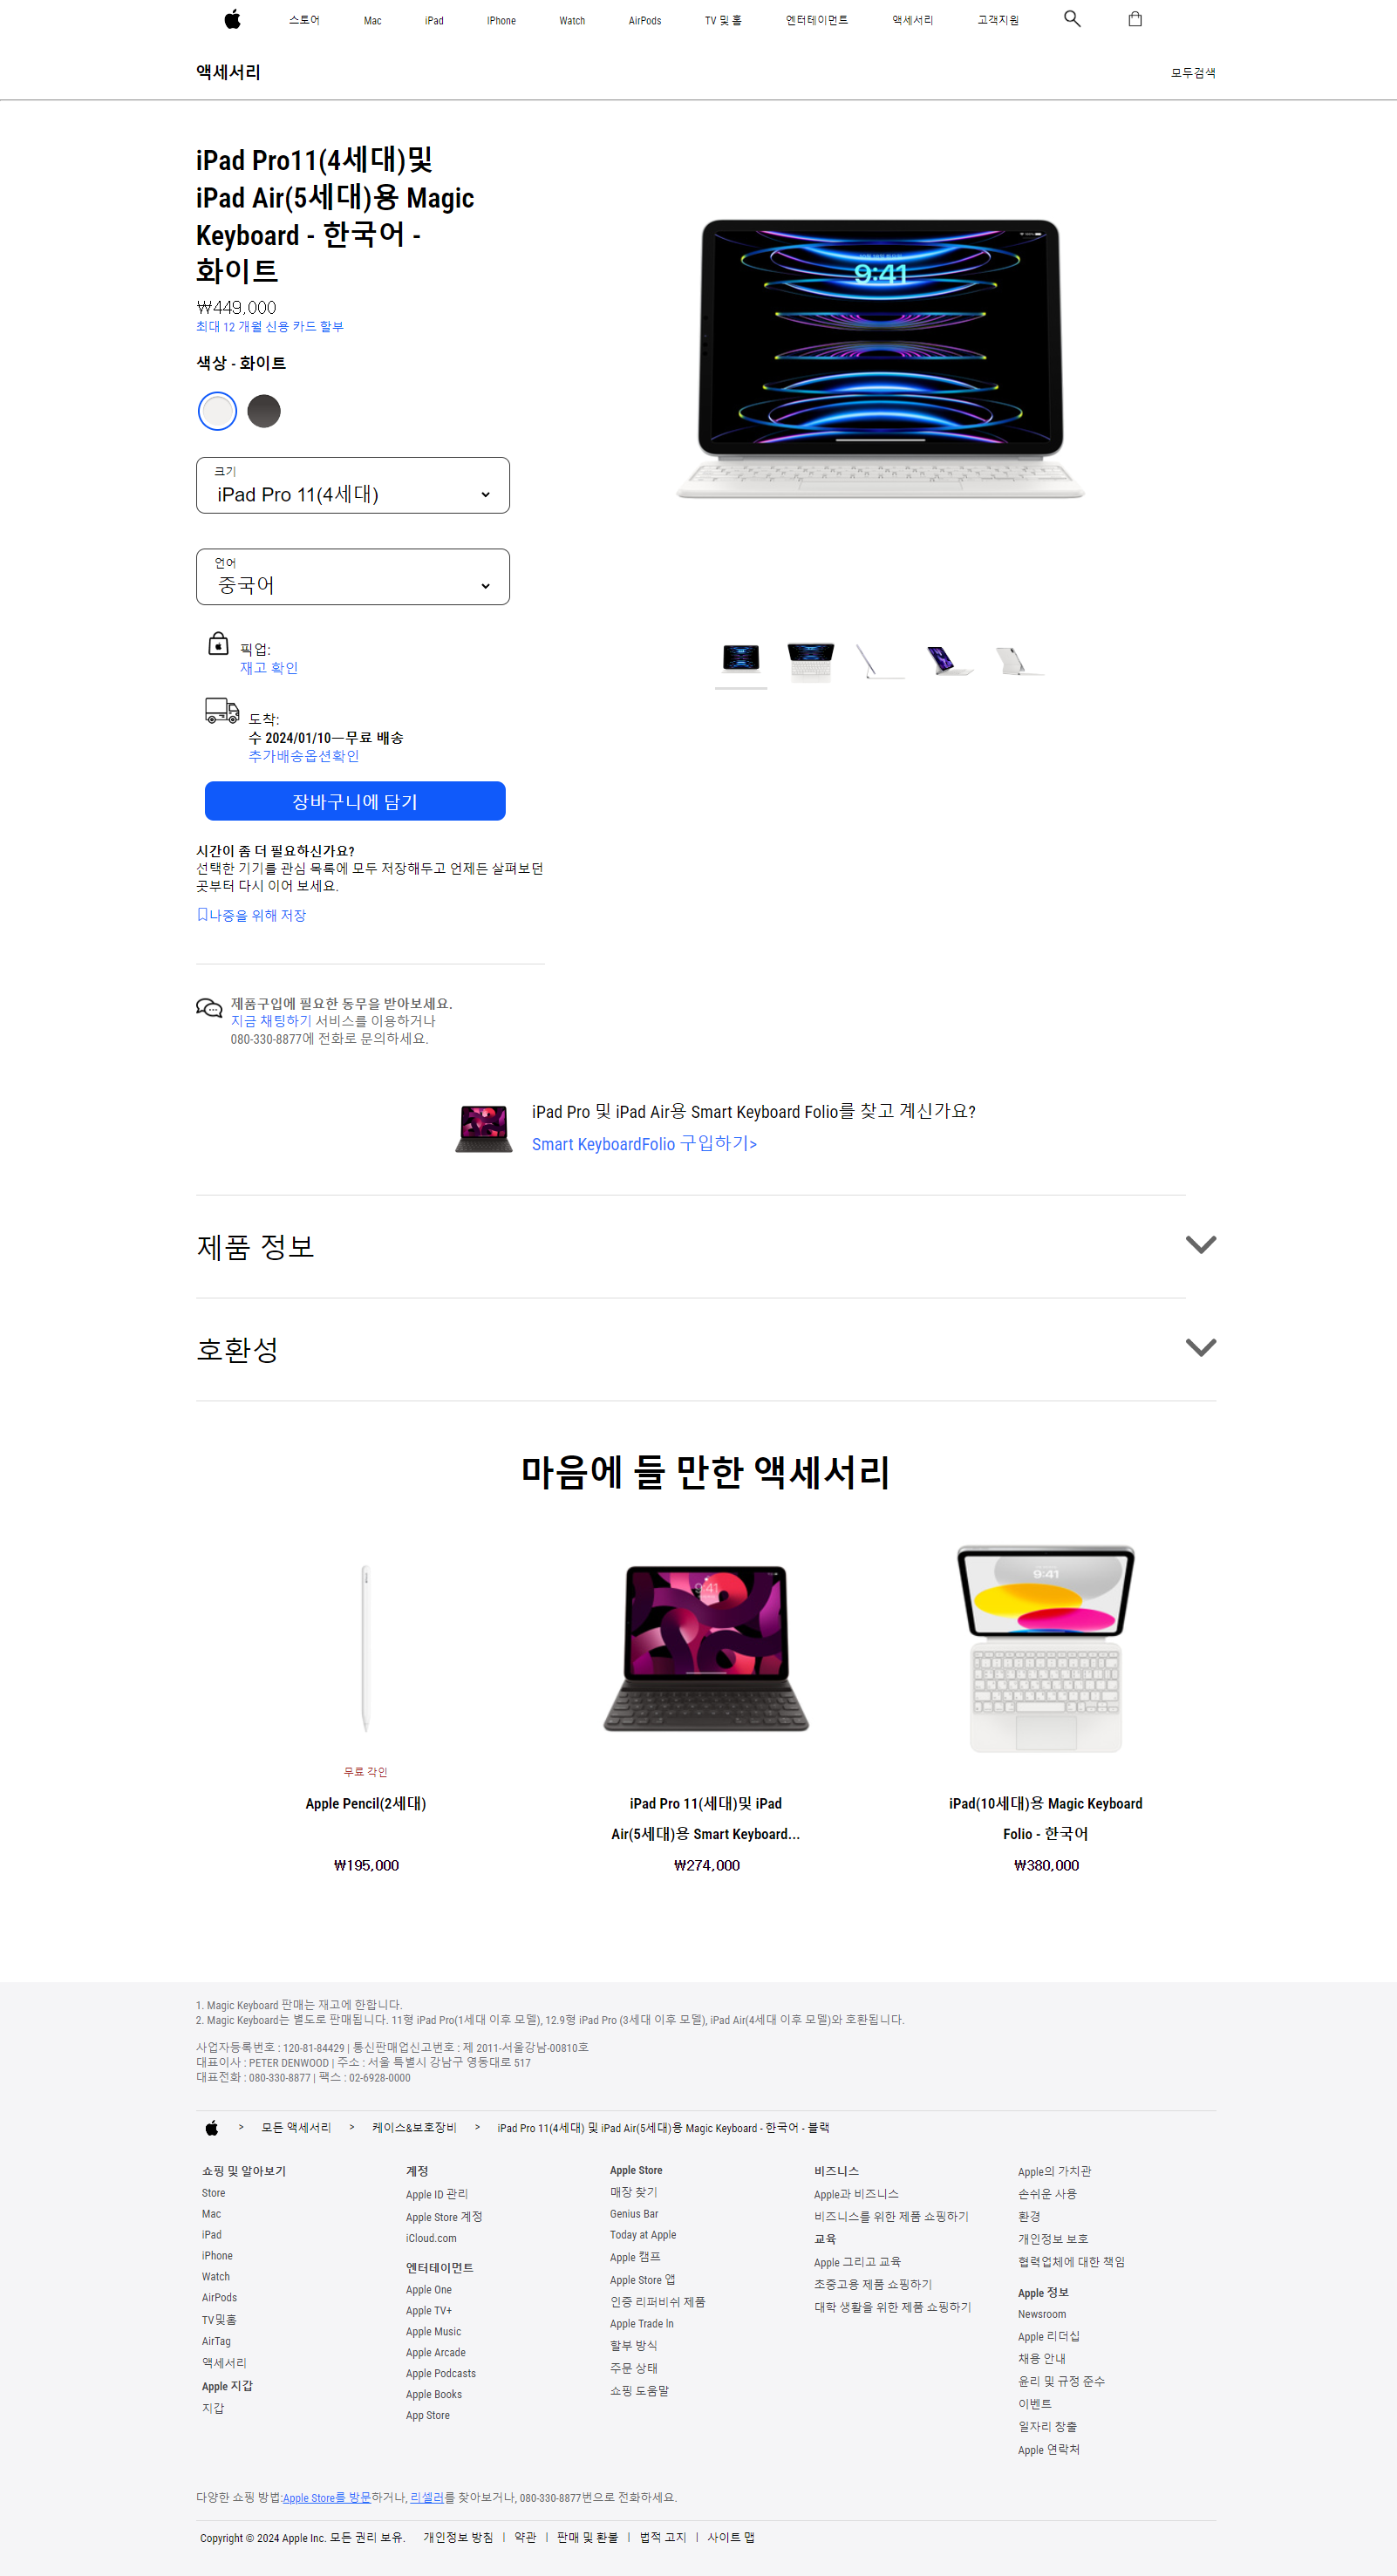 스토어 Mac iPad IPhone Watch AirPods TV 및 홈 엔터테이먼트 액세서리 고객지원
액세서리 모두검색
iPad Pro11(4세대)및
iPad Air(5세대)용 Magic
Keyboard - 한국어 -
화이트
₩449,000
최대 12 개월 신용 카드 할부
색상 - 화이트
크기
iPad Pro 11(4세대)
언어
중국어
9:41
픽업:
재고 확인
도착:
수 2024/01/10—무료 배송
추가배송옵션확인
장바구니에 담기
시간이 좀 더 필요하신가요?
선택한 기기를 관심 목록에 모두 저장해두고 언제든 살펴보던
곳부터 다시 이어 보세요.
나중을 위해 저장
제품구입에 필요한 동무을 받아보세요.
지금 채팅하기 서비스를 이용하거나
080-330-8877에 전화로 문의하세요.
iPad Pro 및 iPad Air용 Smart Keyboard Folio를 찾고 계신가요?
Smart KeyboardFolio 구입하기>
제품 정보
호환성
마음에 들 만한 액세서리
9:41
9:41
무료 각인
Apple Pencil(2세대)
₩195,000
iPad Pro 11(세대)및 iPad
Air(5세대)용 Smart Keyboard...
₩274,000
iPad(10세대)용 Magic Keyboard
Folio - 한국어
₩380,000
1. Magic Keyboard 판매는 재고에 한합니다.
2. Magic Keyboard는 별도로 판매됩니다. 11형 iPad Pro(1세대 이후 모델), 12.9형 iPad Pro (3세대 이후 모델), iPad Air(4세대 이후 모델)와 호환됩니다.
사업자등록번호 : 120-81-84429 | 통신판매업신고번호 : 제 2011-서울강남-00810호
대표이사 : PETER DENWOOD | 주소 : 서울 특별시 강남구 영동대로 517
대표전화 : 080-330-8877 | 팩스 : 02-6928-0000
> 모든 액세서리 > 케이스&보호장비 > iPad Pro 11(4세대) 및 iPad Air(5세대)용 Magic Keyboard - 한국어 - 블랙
쇼핑 및 알아보기
Store
Mac
iPad
iPhone
Watch
AirPods
TV및홈
AirTag
액세서리
Apple 지갑
지갑
계정
Apple ID 관리
Apple Store 계정
iCloud.com
엔터테이먼트
Apple One
Apple TV+
Apple Music
Apple Arcade
Apple Podcasts
Apple Books
App Store
Apple Store
매장 찾기
Genius Bar
Today at Apple
Apple 캠프
Apple Store 앱
인증 리퍼비쉬 제품
Apple Trade In
할부 방식
주문 상태
쇼핑 도움말
비즈니스
Apple과 비즈니스
비즈니스를 위한 제품 쇼핑하기
교육
Apple 그리고 교육
초중고용 제품 쇼핑하기
대학 생활을 위한 제품 쇼핑하기
Apple의 가치관
손쉬운 사용
환경
개인정보 보호
협력업체에 대한 책임
Apple 정보
Newsroom
Apple 리더십
채용 안내
윤리 및 규정 준수
이벤트
일자리 창출
Apple 연락처
다양한 쇼핑 방법:Apple Store를 방문하거나, 리셀러를 찾아보거나, 080-330-8877번으로 전화하세요.
Copyright © 2024 Apple Inc. 모든 권리 보유. 개인정보 방침 | 약관 | 판매 및 환불 | 법적 고지 | 사이트 맵